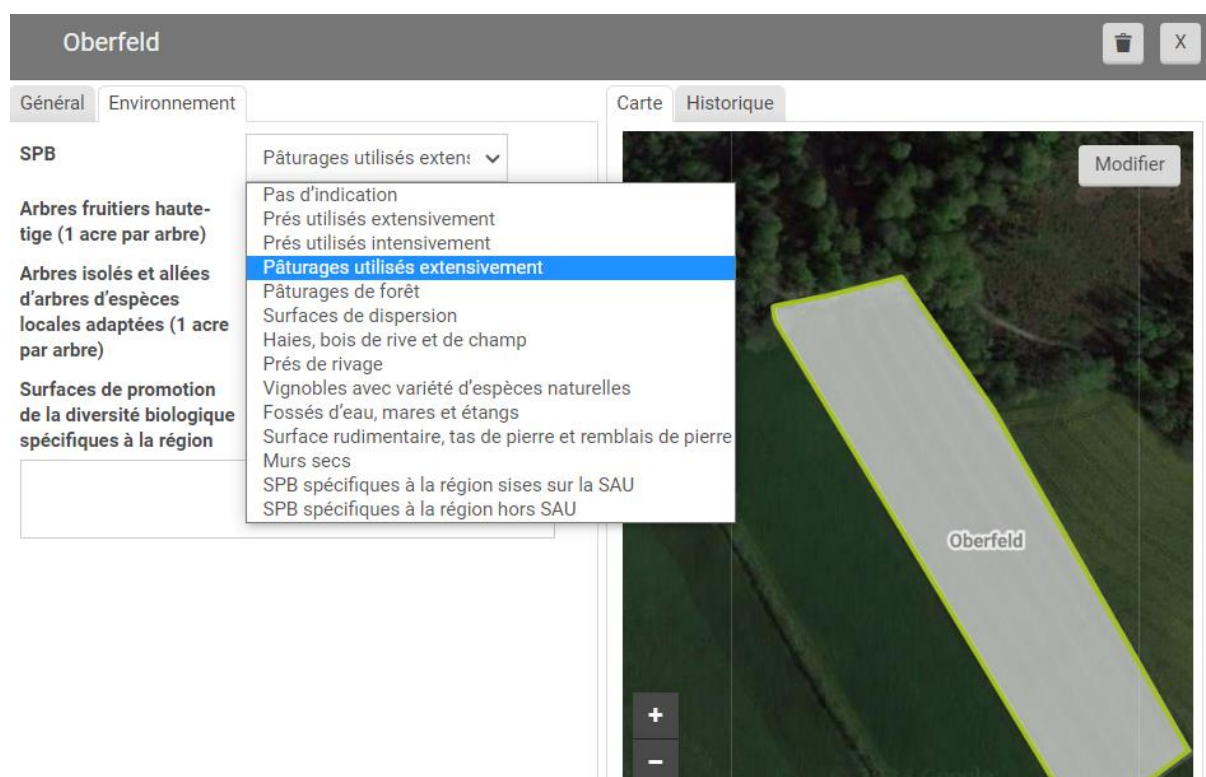 Oberfeld
X
Général
Environnement
SPB
Pâturages utilisés extens
Pas d'indication
Prés utilisés extensivement
Prés utilisés intensivement
Pâturages utilisés extensivement
Pâturages de forêt
Surfaces de dispersion
Haies, bois de rive et de champ
Prés de rivage
Vignobles avec variété d'espèces naturelles
Fossés d'eau, mares et étangs
Surface rudimentaire, tas de pierre et remblais de pierre
Murs secs
SPB spécifiques à la région sises sur la SAU
SPB spécifiques à la région hors SAU
Arbres fruitiers haute-
tige (1 acre par arbre)
Arbres isolés et allées
d'arbres d'espèces
locales adaptées (1 acre
par arbre)
Surfaces de promotion
de la diversité biologique
spécifiques à la région
Carte
Historique
Modifier
Oberfeld
+
−